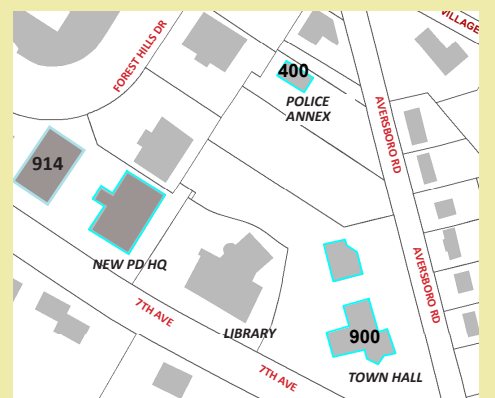 VILLAGE
FOREST HILLS DR
400
POLICE
ANNEX
AVERSBORO RD
914
NEW PD HQ
AVERSBORO RD
7TH AVE
LIBRARY
900
7TH AVE
TOWN HALL